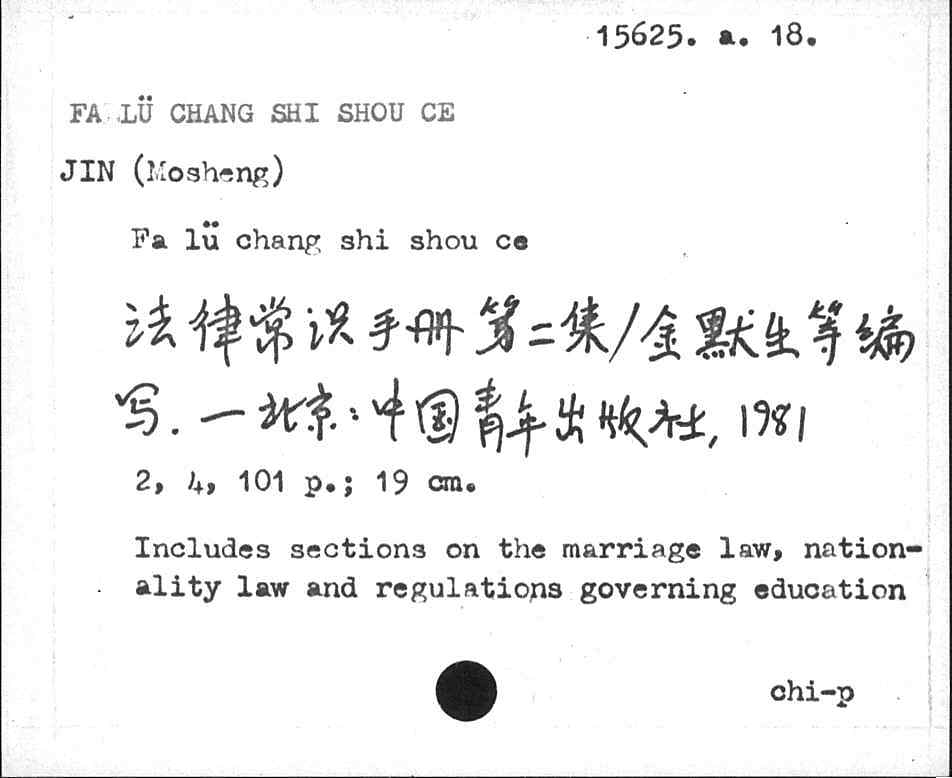 15625. a. 18.
FA LÜ CHANG SHI SHOU CE
JIN (Mosheng)
Fa lü chang shi shou ce
法律常识手册第二集/金默生等编
写. — 北京: 中国青年出版社, 1981
2, 4, 101 p.; 19 cm.
Includes sections on the marriage law, nation-
ality law and regulations governing education
chi-p